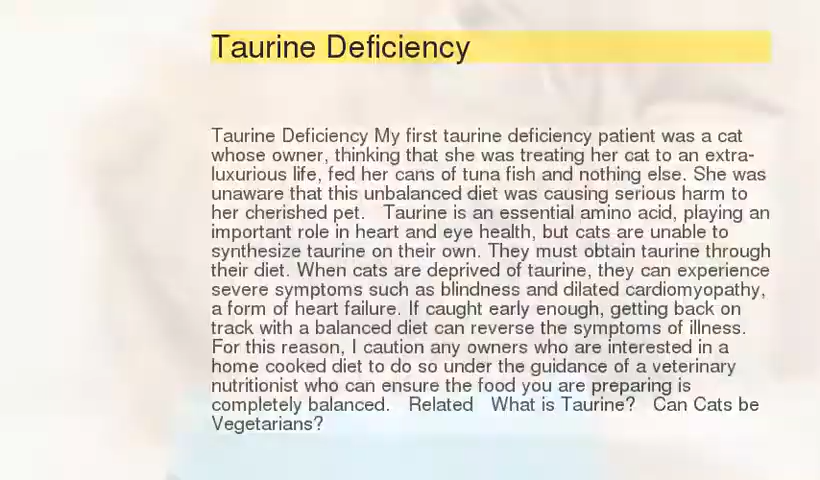 Taurine Deficiency
Taurine Deficiency My first taurine deficiency patient was a cat
whose owner, thinking that she was treating her cat to an extra-
luxurious life, fed her cans of tuna fish and nothing else. She was
unaware that this unbalanced diet was causing serious harm to
her cherished pet.   Taurine is an essential amino acid, playing an
important role in heart and eye health, but cats are unable to
synthesize taurine on their own. They must obtain taurine through
their diet. When cats are deprived of taurine, they can experience
severe symptoms such as blindness and dilated cardiomyopathy,
a form of heart failure. If caught early enough, getting back on
track with a balanced diet can reverse the symptoms of illness.
For this reason, I caution any owners who are interested in a
home cooked diet to do so under the guidance of a veterinary
nutritionist who can ensure the food you are preparing is
completely balanced.   Related   What is Taurine?   Can Cats be
Vegetarians?